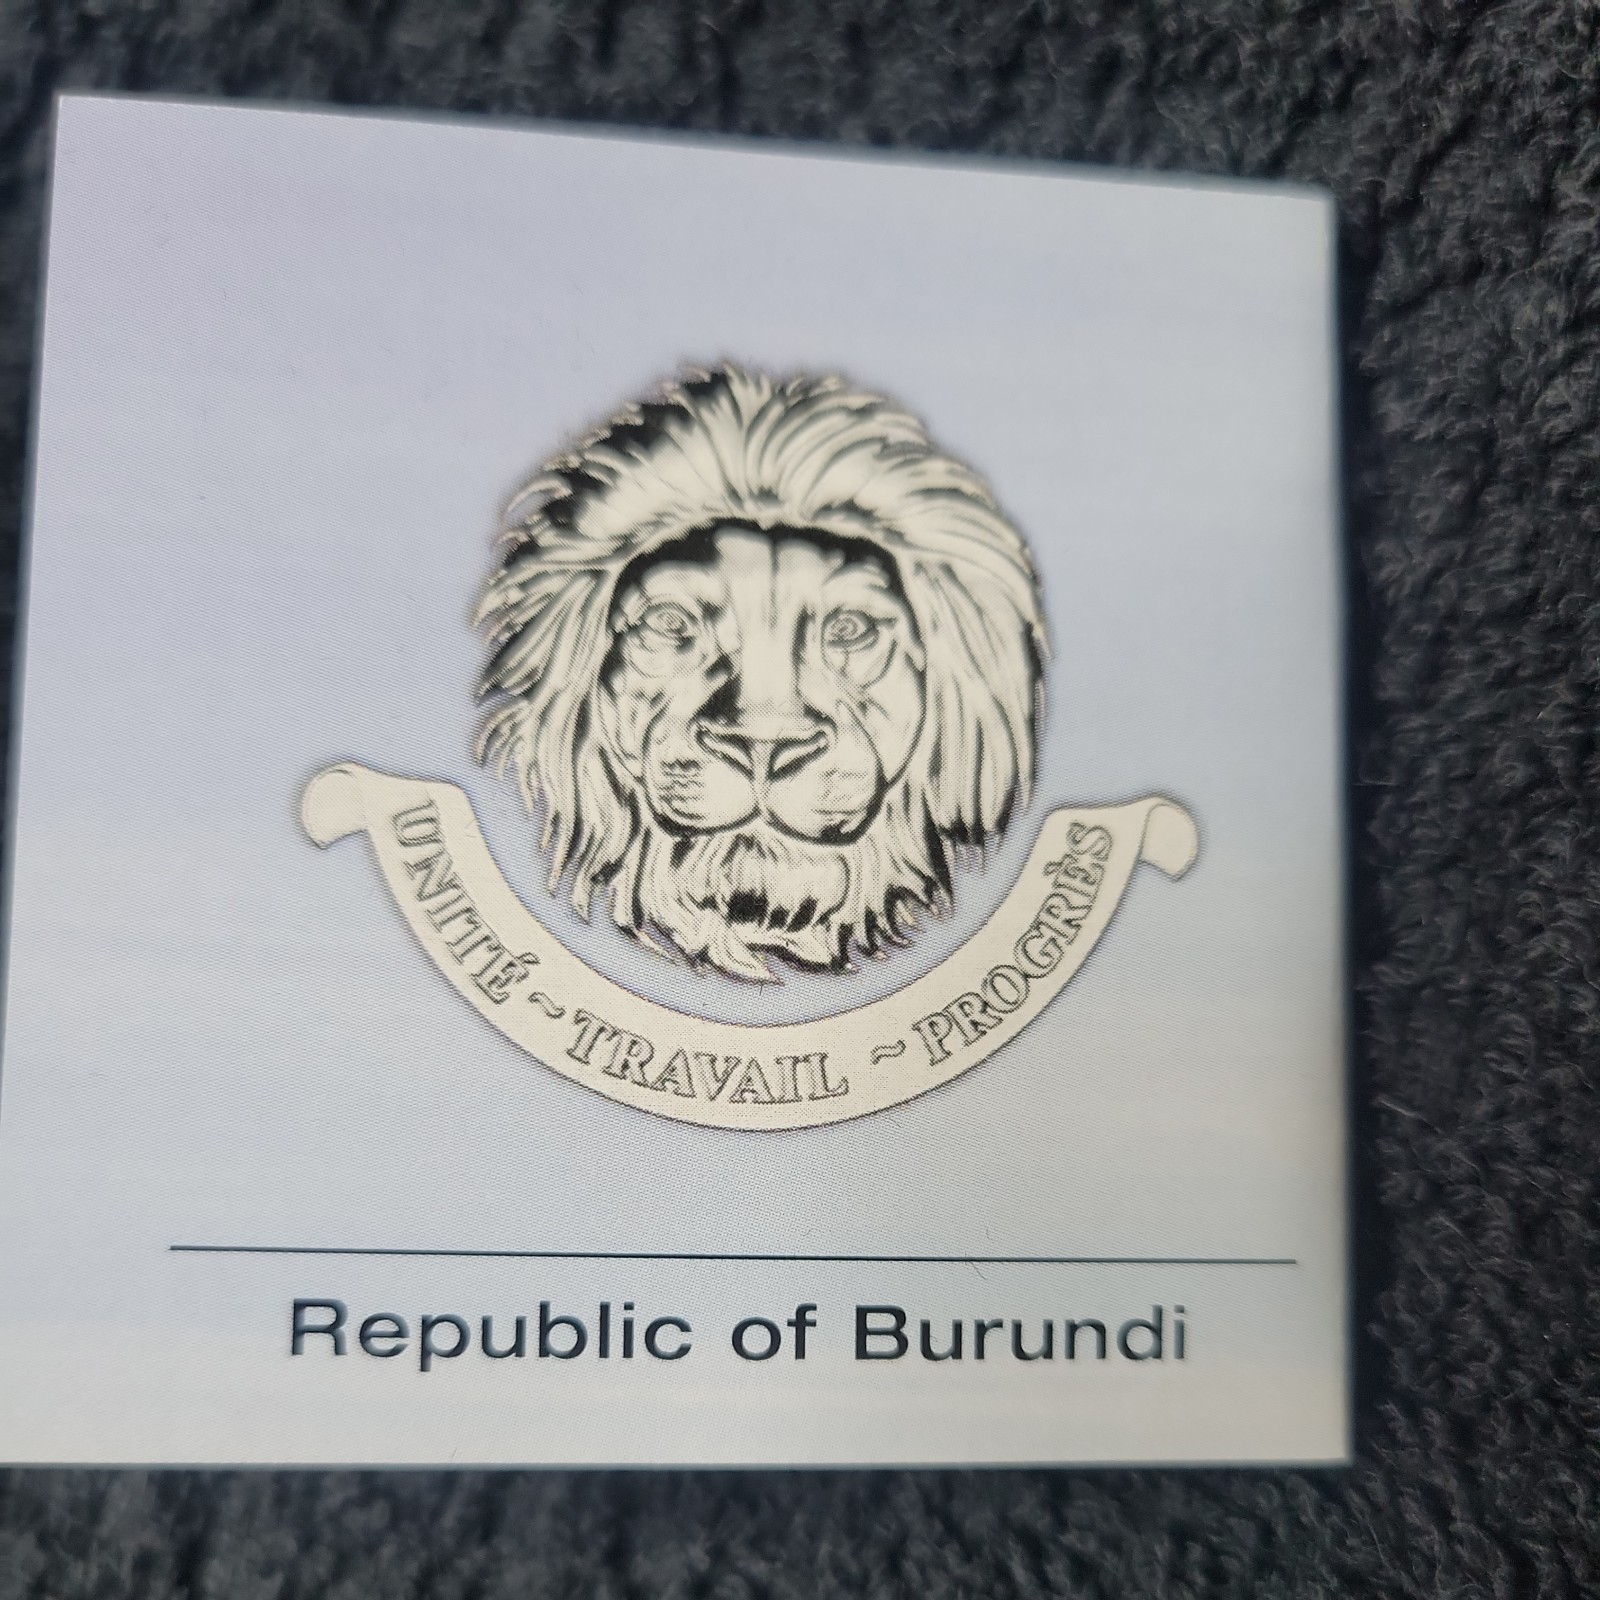 UNITÉ ~ TRAVAIL ~ PROGRÈS
Republic of Burundi